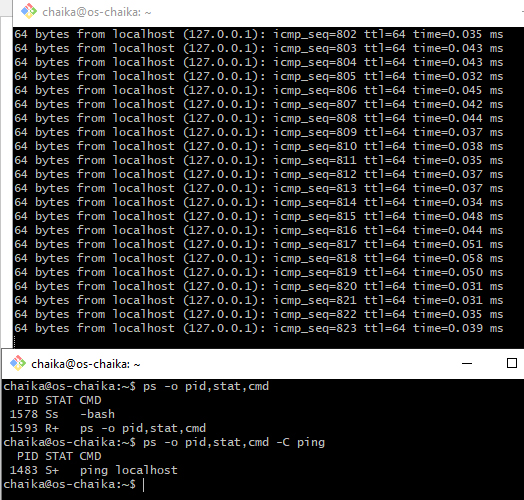 chaika@os-chaika: ~
64 bytes from localhost (127.0.0.1): icmp_seq=802 ttl=64 time=0.035 ms
64 bytes from localhost (127.0.0.1): icmp_seq=803 ttl=64 time=0.043 ms
64 bytes from localhost (127.0.0.1): icmp_seq=804 ttl=64 time=0.043 ms
64 bytes from localhost (127.0.0.1): icmp_seq=805 ttl=64 time=0.032 ms
64 bytes from localhost (127.0.0.1): icmp_seq=806 ttl=64 time=0.045 ms
64 bytes from localhost (127.0.0.1): icmp_seq=807 ttl=64 time=0.042 ms
64 bytes from localhost (127.0.0.1): icmp_seq=808 ttl=64 time=0.044 ms
64 bytes from localhost (127.0.0.1): icmp_seq=809 ttl=64 time=0.037 ms
64 bytes from localhost (127.0.0.1): icmp_seq=810 ttl=64 time=0.038 ms
64 bytes from localhost (127.0.0.1): icmp_seq=811 ttl=64 time=0.035 ms
64 bytes from localhost (127.0.0.1): icmp_seq=812 ttl=64 time=0.037 ms
64 bytes from localhost (127.0.0.1): icmp_seq=813 ttl=64 time=0.037 ms
64 bytes from localhost (127.0.0.1): icmp_seq=814 ttl=64 time=0.034 ms
64 bytes from localhost (127.0.0.1): icmp_seq=815 ttl=64 time=0.048 ms
64 bytes from localhost (127.0.0.1): icmp_seq=816 ttl=64 time=0.044 ms
64 bytes from localhost (127.0.0.1): icmp_seq=817 ttl=64 time=0.051 ms
64 bytes from localhost (127.0.0.1): icmp_seq=818 ttl=64 time=0.058 ms
64 bytes from localhost (127.0.0.1): icmp_seq=819 ttl=64 time=0.050 ms
64 bytes from localhost (127.0.0.1): icmp_seq=820 ttl=64 time=0.031 ms
64 bytes from localhost (127.0.0.1): icmp_seq=821 ttl=64 time=0.031 ms
64 bytes from localhost (127.0.0.1): icmp_seq=822 ttl=64 time=0.035 ms
64 bytes from localhost (127.0.0.1): icmp_seq=823 ttl=64 time=0.039 ms
chaika@os-chaika: ~
chaika@os-chaika:~$ ps -o pid,stat,cmd
PID STAT CMD
1578 Ss -bash
1593 R+ ps -o pid,stat,cmd
chaika@os-chaika:~$ ps -o pid,stat,cmd -C ping
PID STAT CMD
1483 S+ ping localhost
chaika@os-chaika:~$